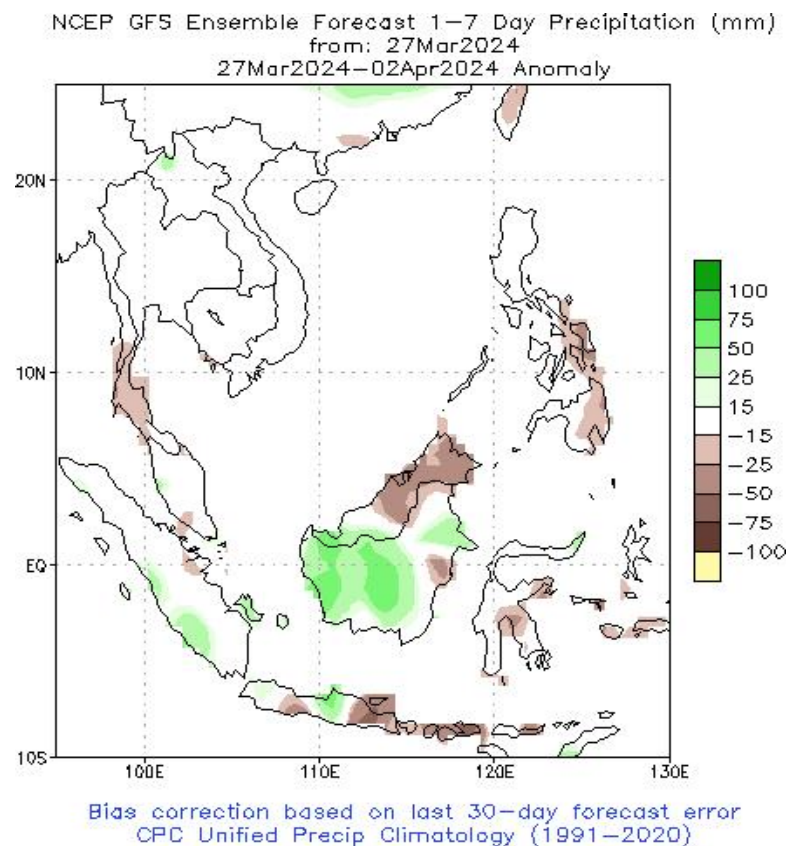 NCEP GFS Ensemble Forecast 1-7 Day Precipitation (mm)
from: 27Mar2024
27Mar2024-02Apr2024 Anomaly
20N
10N
EQ
10S
100E
110E
120E
130E
100
75
50
25
15
-15
-25
-50
-75
-100
Bias correction based on last 30-day forecast error
CPC Unified Precip Climatology (1991-2020)